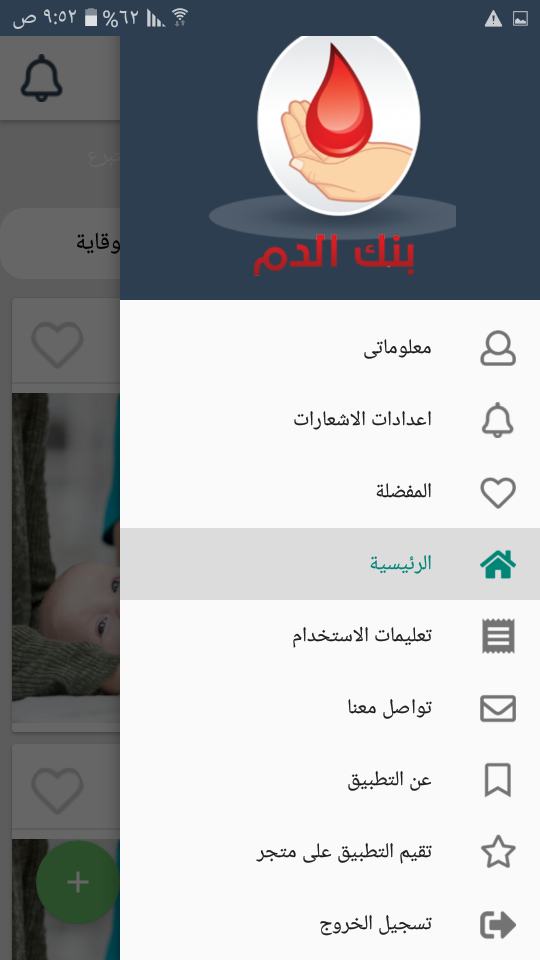 ٩:٥٢ ص
%٦٢
بنك الدم
معلوماتى
اعدادات الاشعارات
المفضلة
الرئيسية
تعليمات الاستخدام
تواصل معنا
عن التطبيق
تقيم التطبيق على متجر
تسجيل الخروج
وقاية